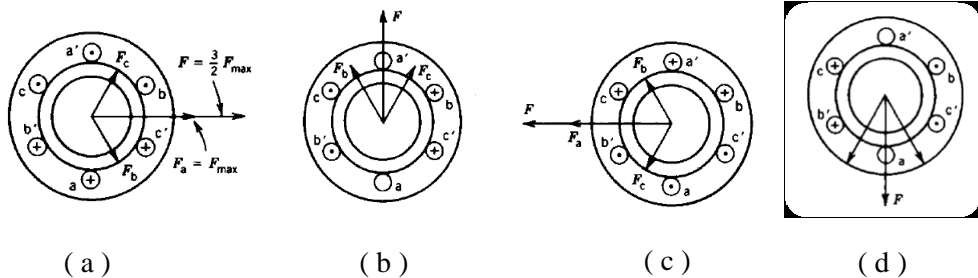 a′
F_c
F = 3/2 F_max
c
b
b′
c′
a
F_b
F_a = F_max
F
a′
F_b
F_c
c
b
b′
c′
a
F_b
a′
c
b
F
F_a
b′
c′
F_c
a
a′
c
b
b′
c′
a
F
( a )
( b )
( c )
( d )